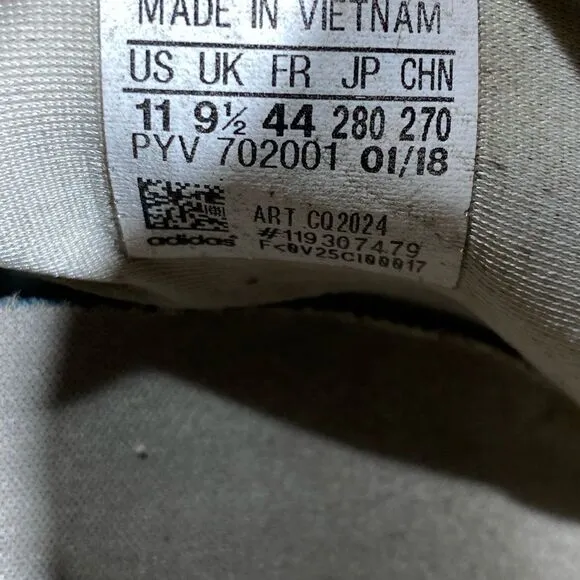 MADE IN VIETNAM
US UK FR JP CHN
11 9½ 44 280 270
PYV 702001 01/18
ART CQ2024
adidas #119307479
F<0V25CI00017